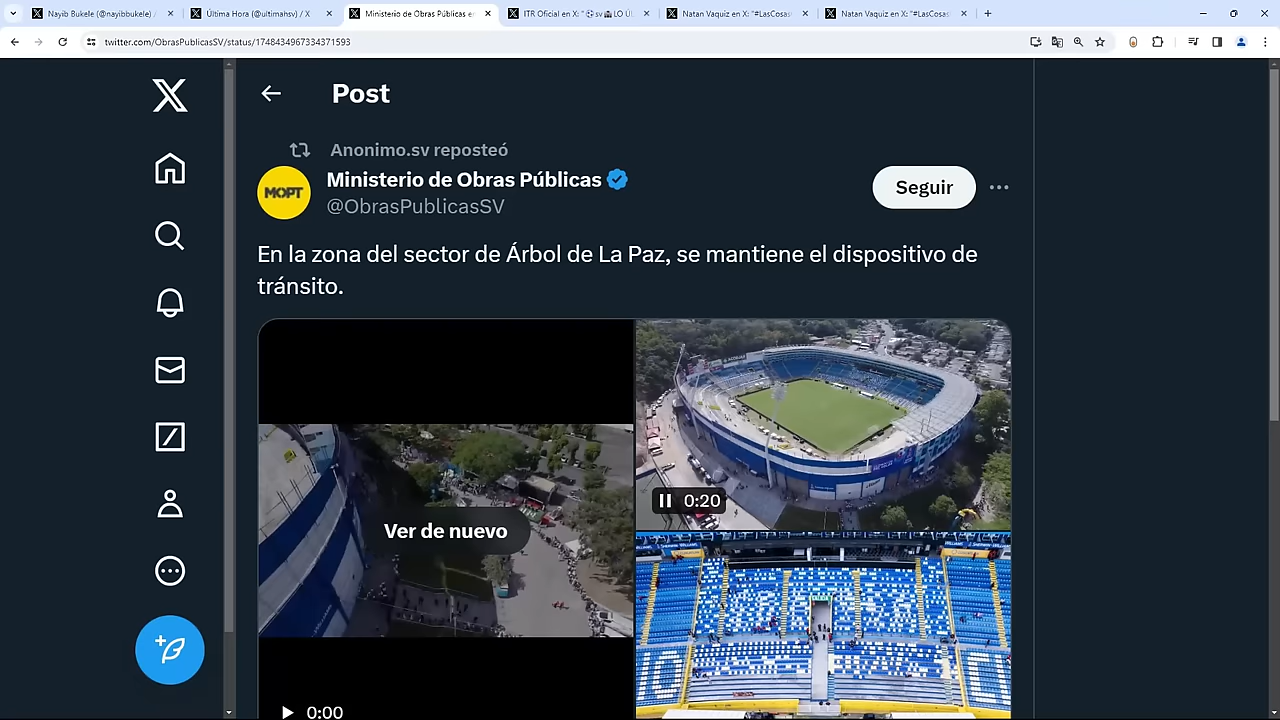 Nayib Bukele (@nayibbukele) /
Última Hora (@ultimahsv) / X
Ministerio de Obras Públicas e
ITR Oficial en X: "⚽ sv🏟 LO ÚL
Natan Vaquiz en X: "#LasCosas
Natan Vaquiz en X: "#LasCosas
twitter.com/ObrasPublicasSV/status/1748434967334371593
Post
Anonimo.sv reposteó
MOPT
Ministerio de Obras Públicas
@ObrasPublicasSV
Seguir
En la zona del sector de Árbol de La Paz, se mantiene el dispositivo de
tránsito.
Ver de nuevo
0:20
0:00